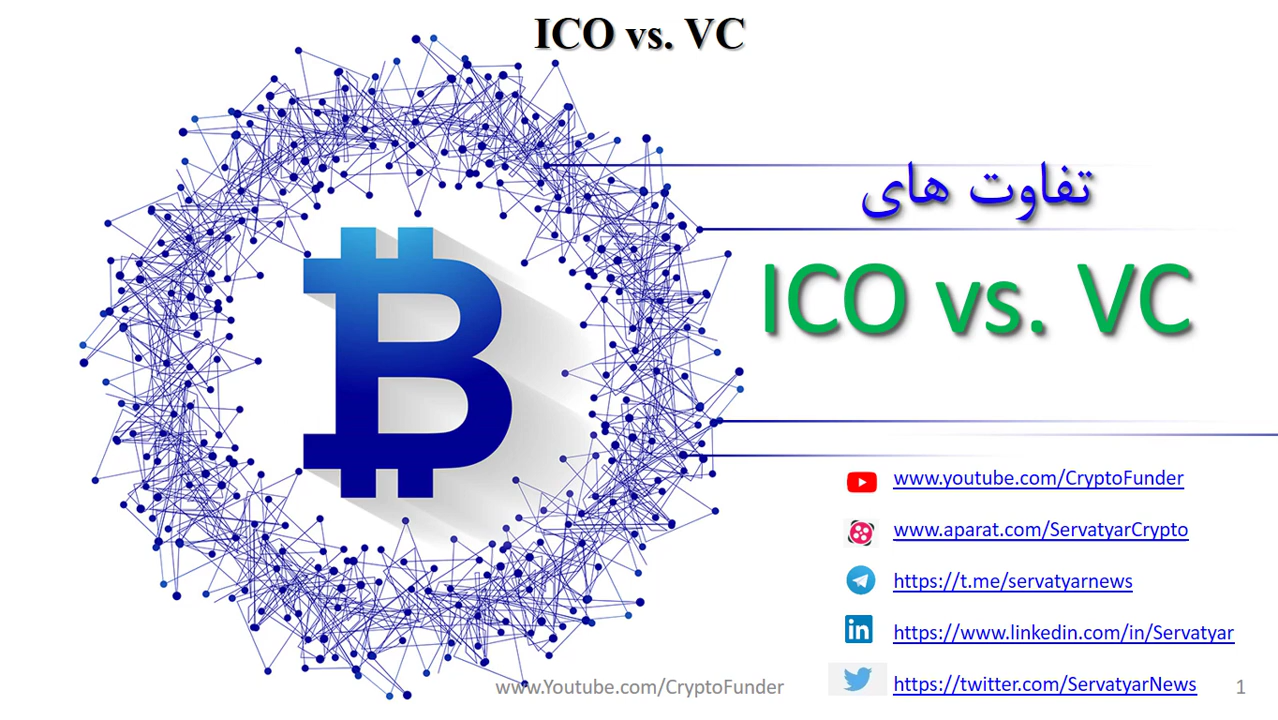 ICO vs. VC
تفاوت های
ICO vs. VC
www.youtube.com/CryptoFunder
www.aparat.com/ServatyarCrypto
https://t.me/servatyarnews
https://www.linkedin.com/in/Servatyar
https://twitter.com/ServatyarNews
www.Youtube.com/CryptoFunder
1